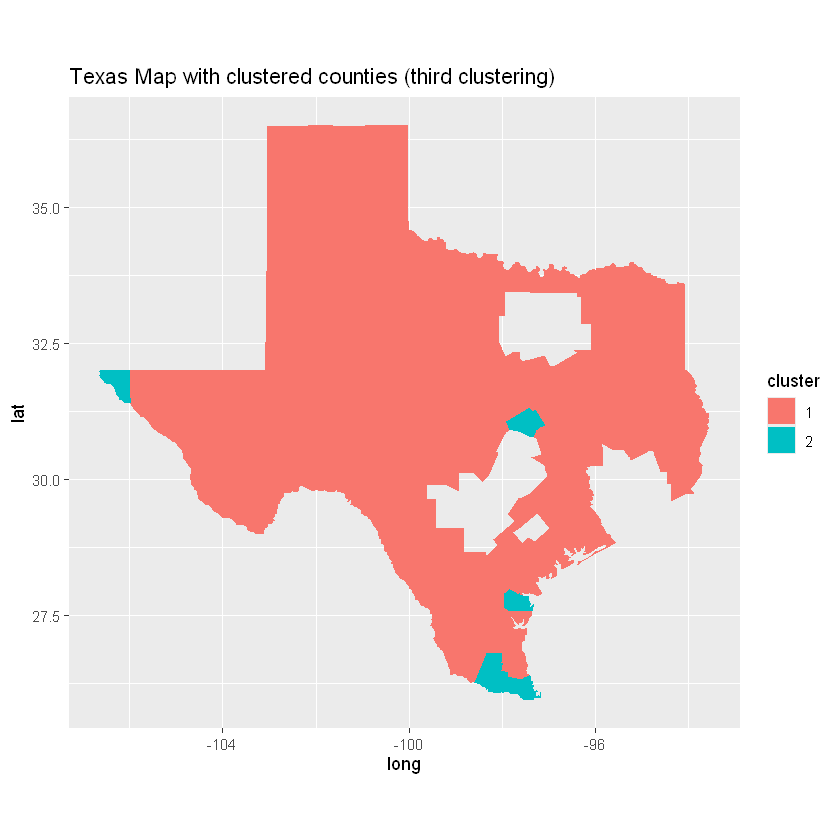 Texas Map with clustered counties (third clustering)
35.0
32.5
30.0
27.5
lat
-104
-100
-96
long
cluster
1
2